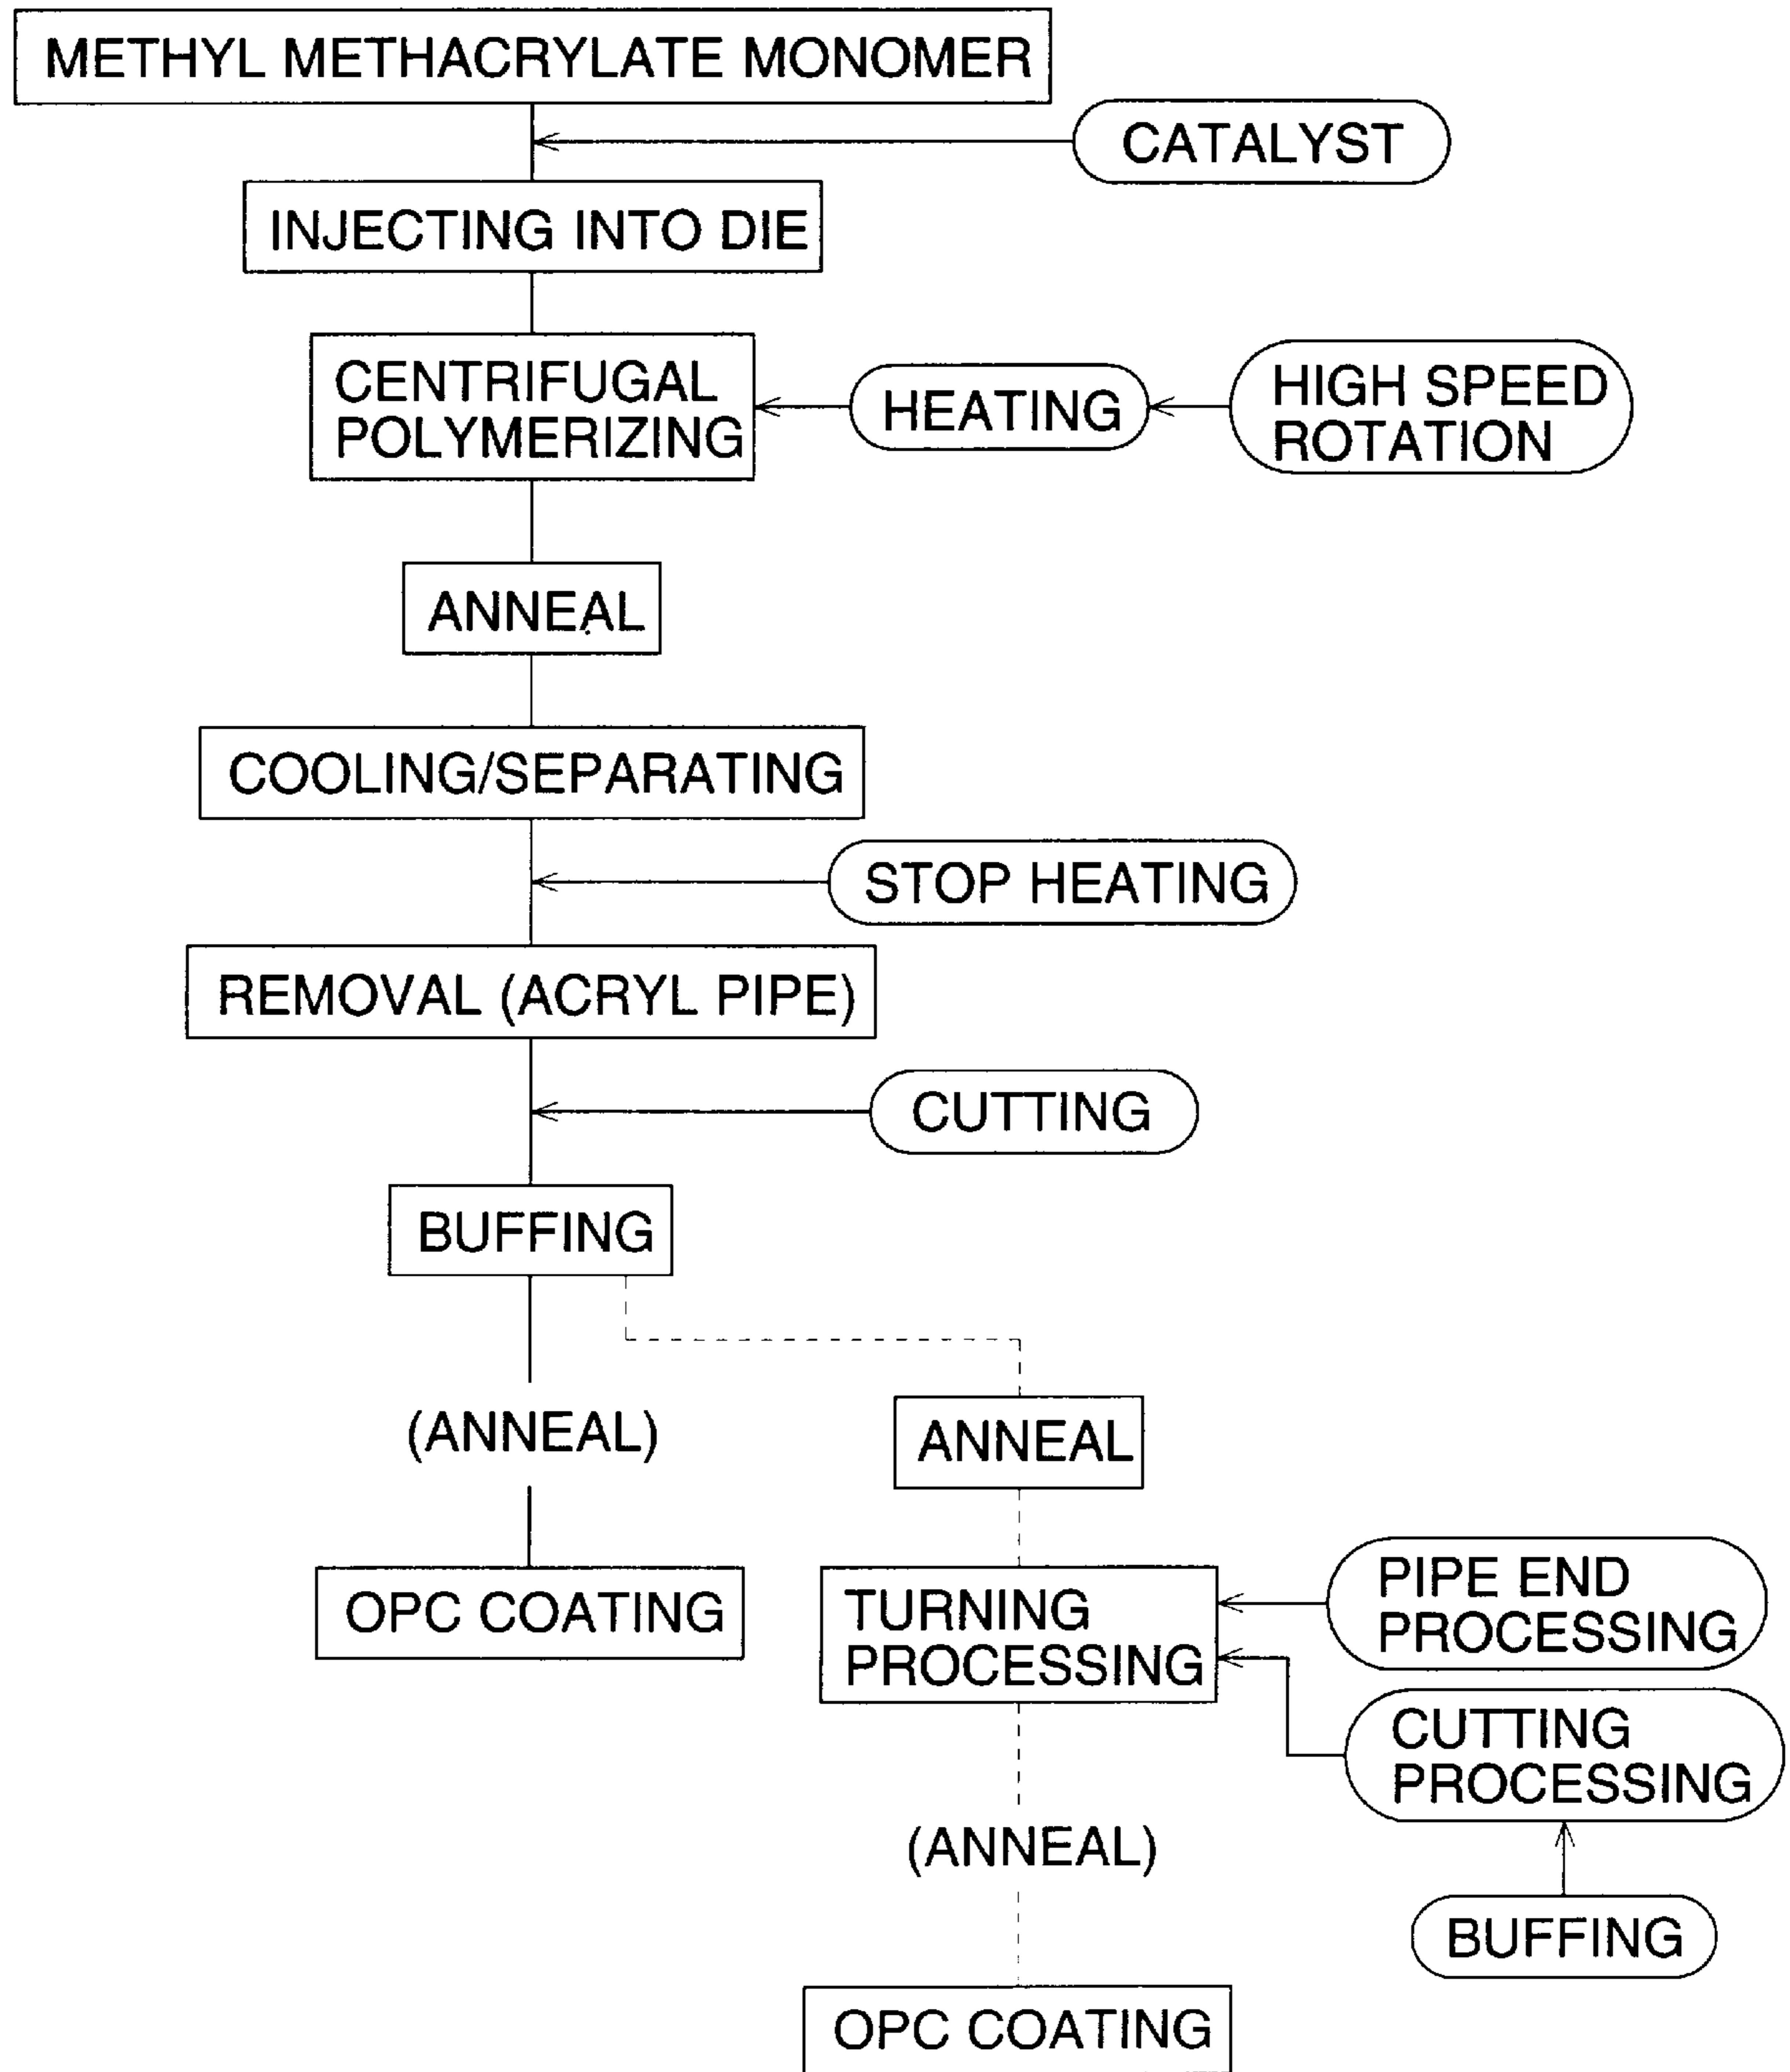 METHYL METHACRYLATE MONOMER
CATALYST
INJECTING INTO DIE
CENTRIFUGAL
POLYMERIZING
HEATING
HIGH SPEED
ROTATION
ANNEAL
COOLING/SEPARATING
STOP HEATING
REMOVAL (ACRYL PIPE)
CUTTING
BUFFING
(ANNEAL)
ANNEAL
OPC COATING
TURNING
PROCESSING
PIPE END
PROCESSING
CUTTING
PROCESSING
(ANNEAL)
BUFFING
OPC COATING